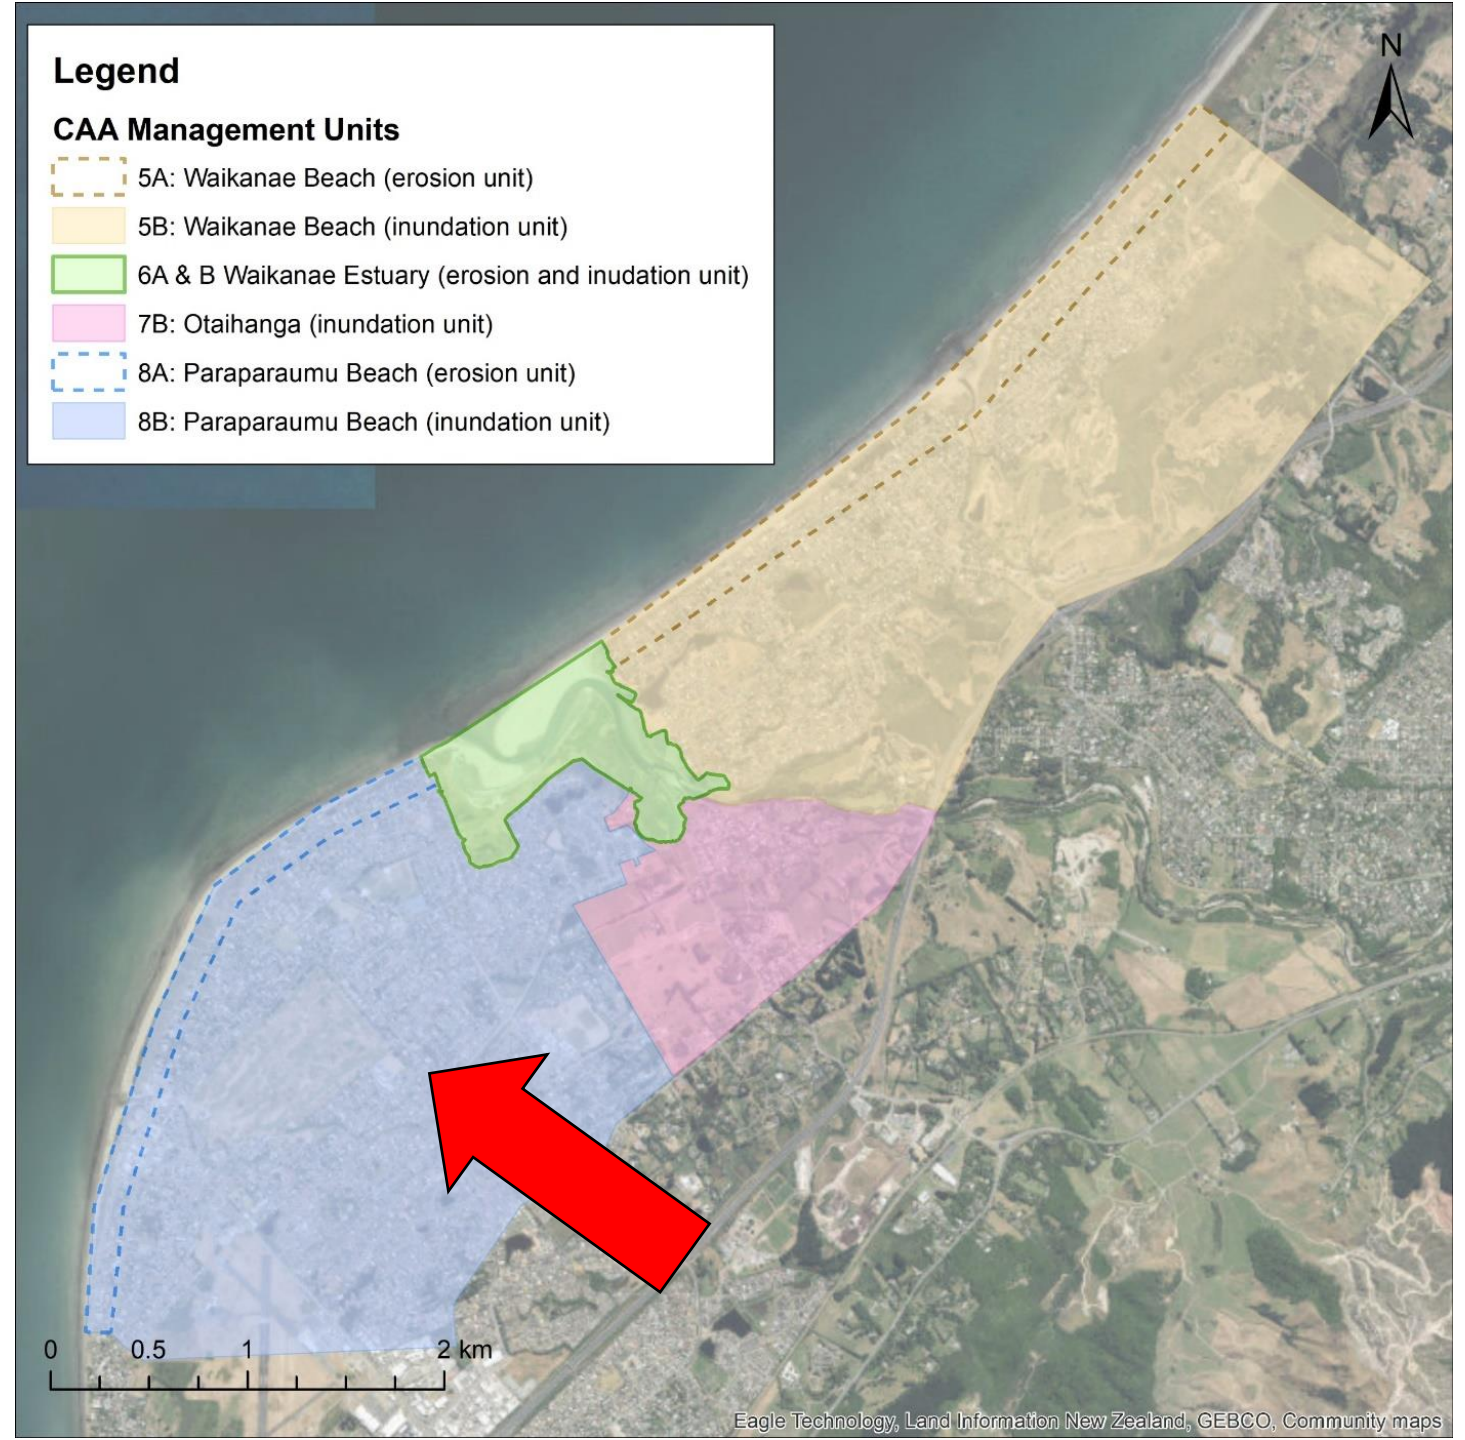 Legend
CAA Management Units
5A: Waikanae Beach (erosion unit)
5B: Waikanae Beach (inundation unit)
6A & B Waikanae Estuary (erosion and inudation unit)
7B: Otaihanga (inundation unit)
8A: Paraparaumu Beach (erosion unit)
8B: Paraparaumu Beach (inundation unit)
N
0 0.5 1 2 km
Eagle Technology, Land Information New Zealand, GEBCO, Community maps